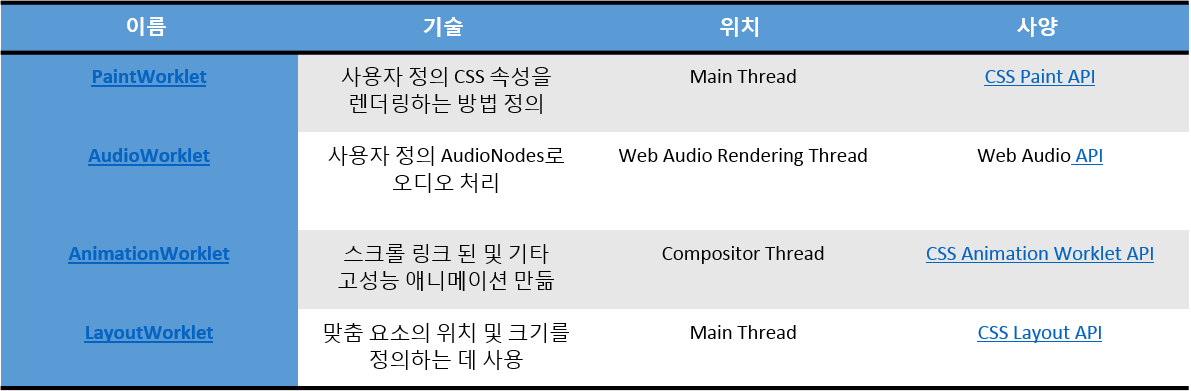 이름 기술 위치 사양
PaintWorklet 사용자 정의 CSS 속성을 Main Thread CSS Paint API
렌더링하는 방법 정의
AudioWorklet 사용자 정의 AudioNodes로 Web Audio Rendering Thread Web Audio API
오디오 처리
AnimationWorklet 스크롤 링크 된 및 기타 Compositor Thread CSS Animation Worklet API
고성능 애니메이션 만듦
LayoutWorklet 맞춤 요소의 위치 및 크기를 Main Thread CSS Layout API
정의하는 데 사용